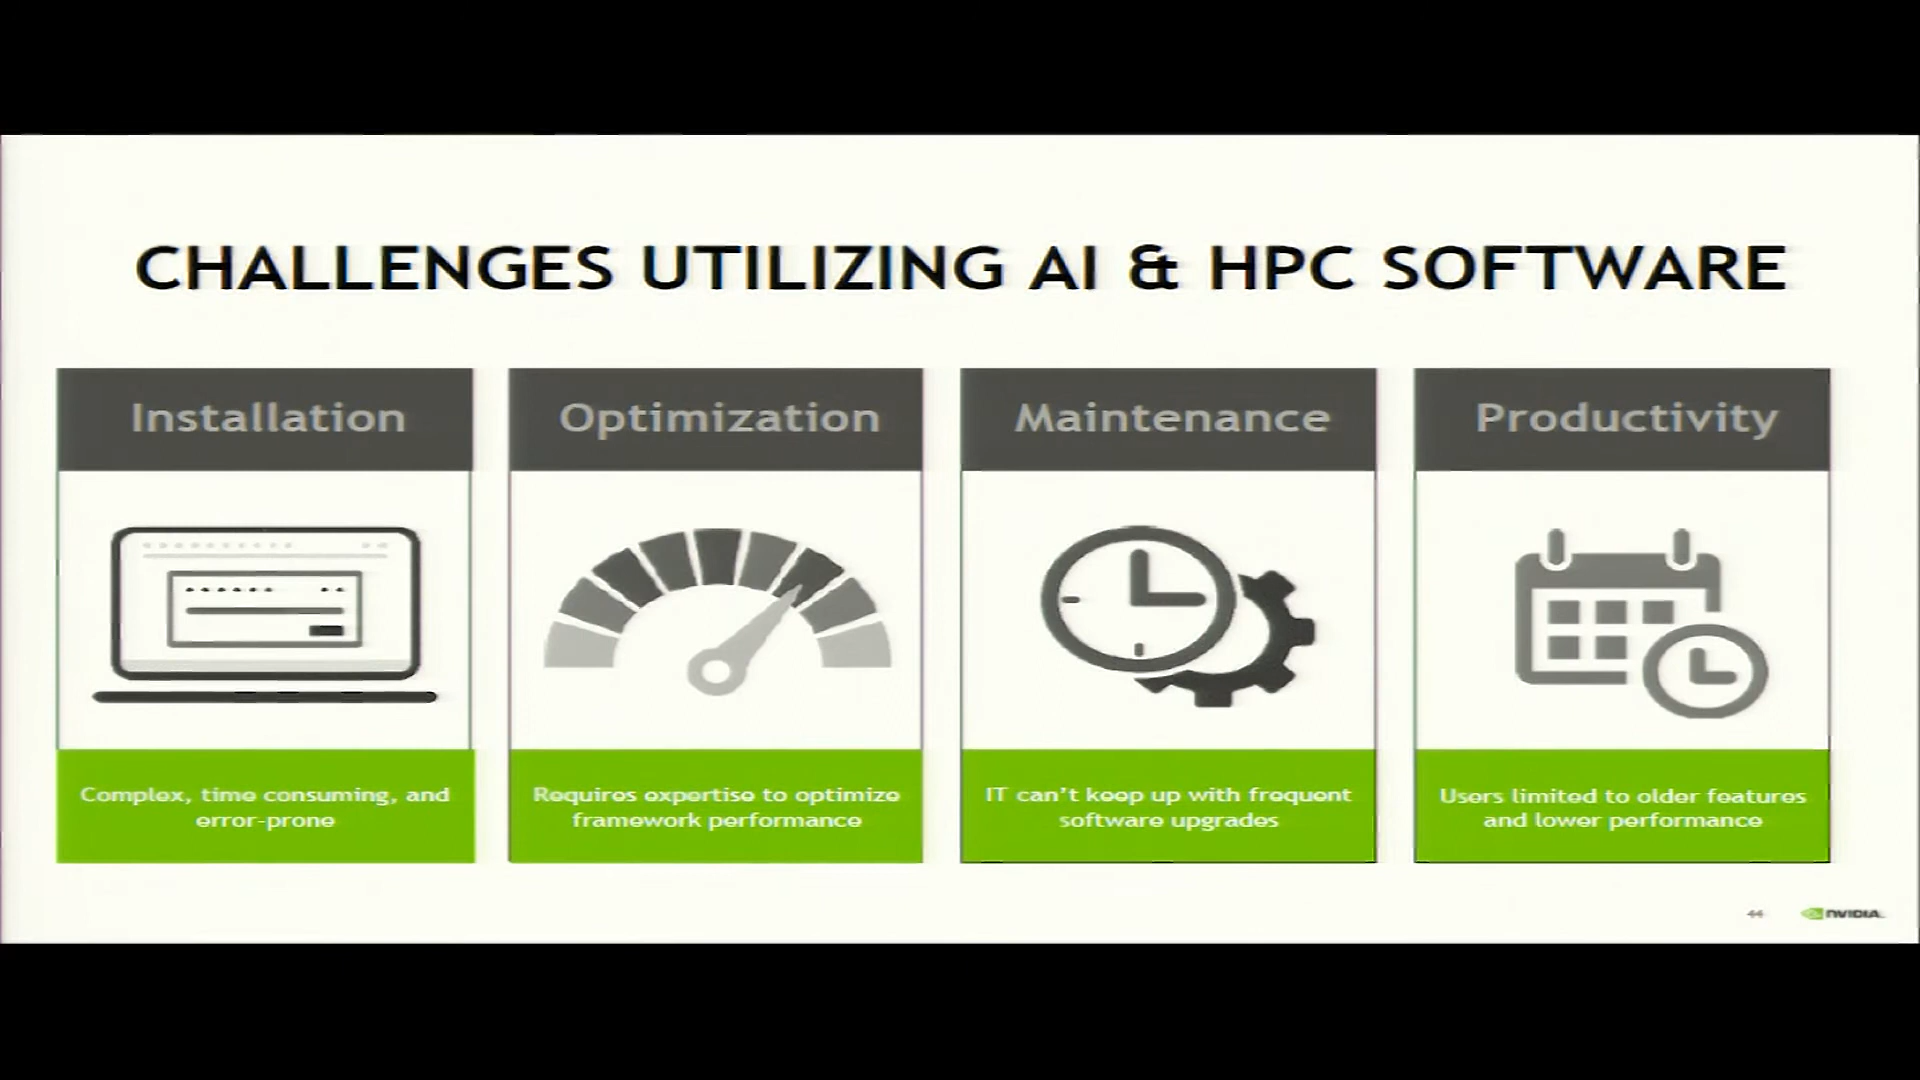 CHALLENGES UTILIZING AI & HPC SOFTWARE
Installation
Complex, time consuming, and
error-prone
Optimization
Requires expertise to optimize
framework performance
Maintenance
IT can't keep up with frequent
software upgrades
Productivity
Users limited to older features
and lower performance
44
NVIDIA.